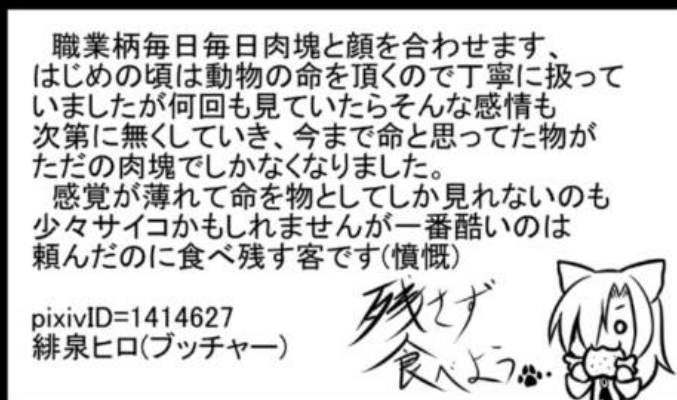 職業柄毎日毎日肉塊と顔を合わせます、
はじめの頃は動物の命を頂くので丁寧に扱って
いましたが何回も見ていたらそんな感情も
次第に無くしていき、今まで命と思ってた物が
ただの肉塊でしかなくなりました。
感覚が薄れて命を物としてしか見れないのも
少々サイコかもしれませんが一番酷いのは
頼んだのに食べ残す客です(憤慨)
pixivID=1414627
緋泉ヒロ(ブッチャー)
残さず
食べよう